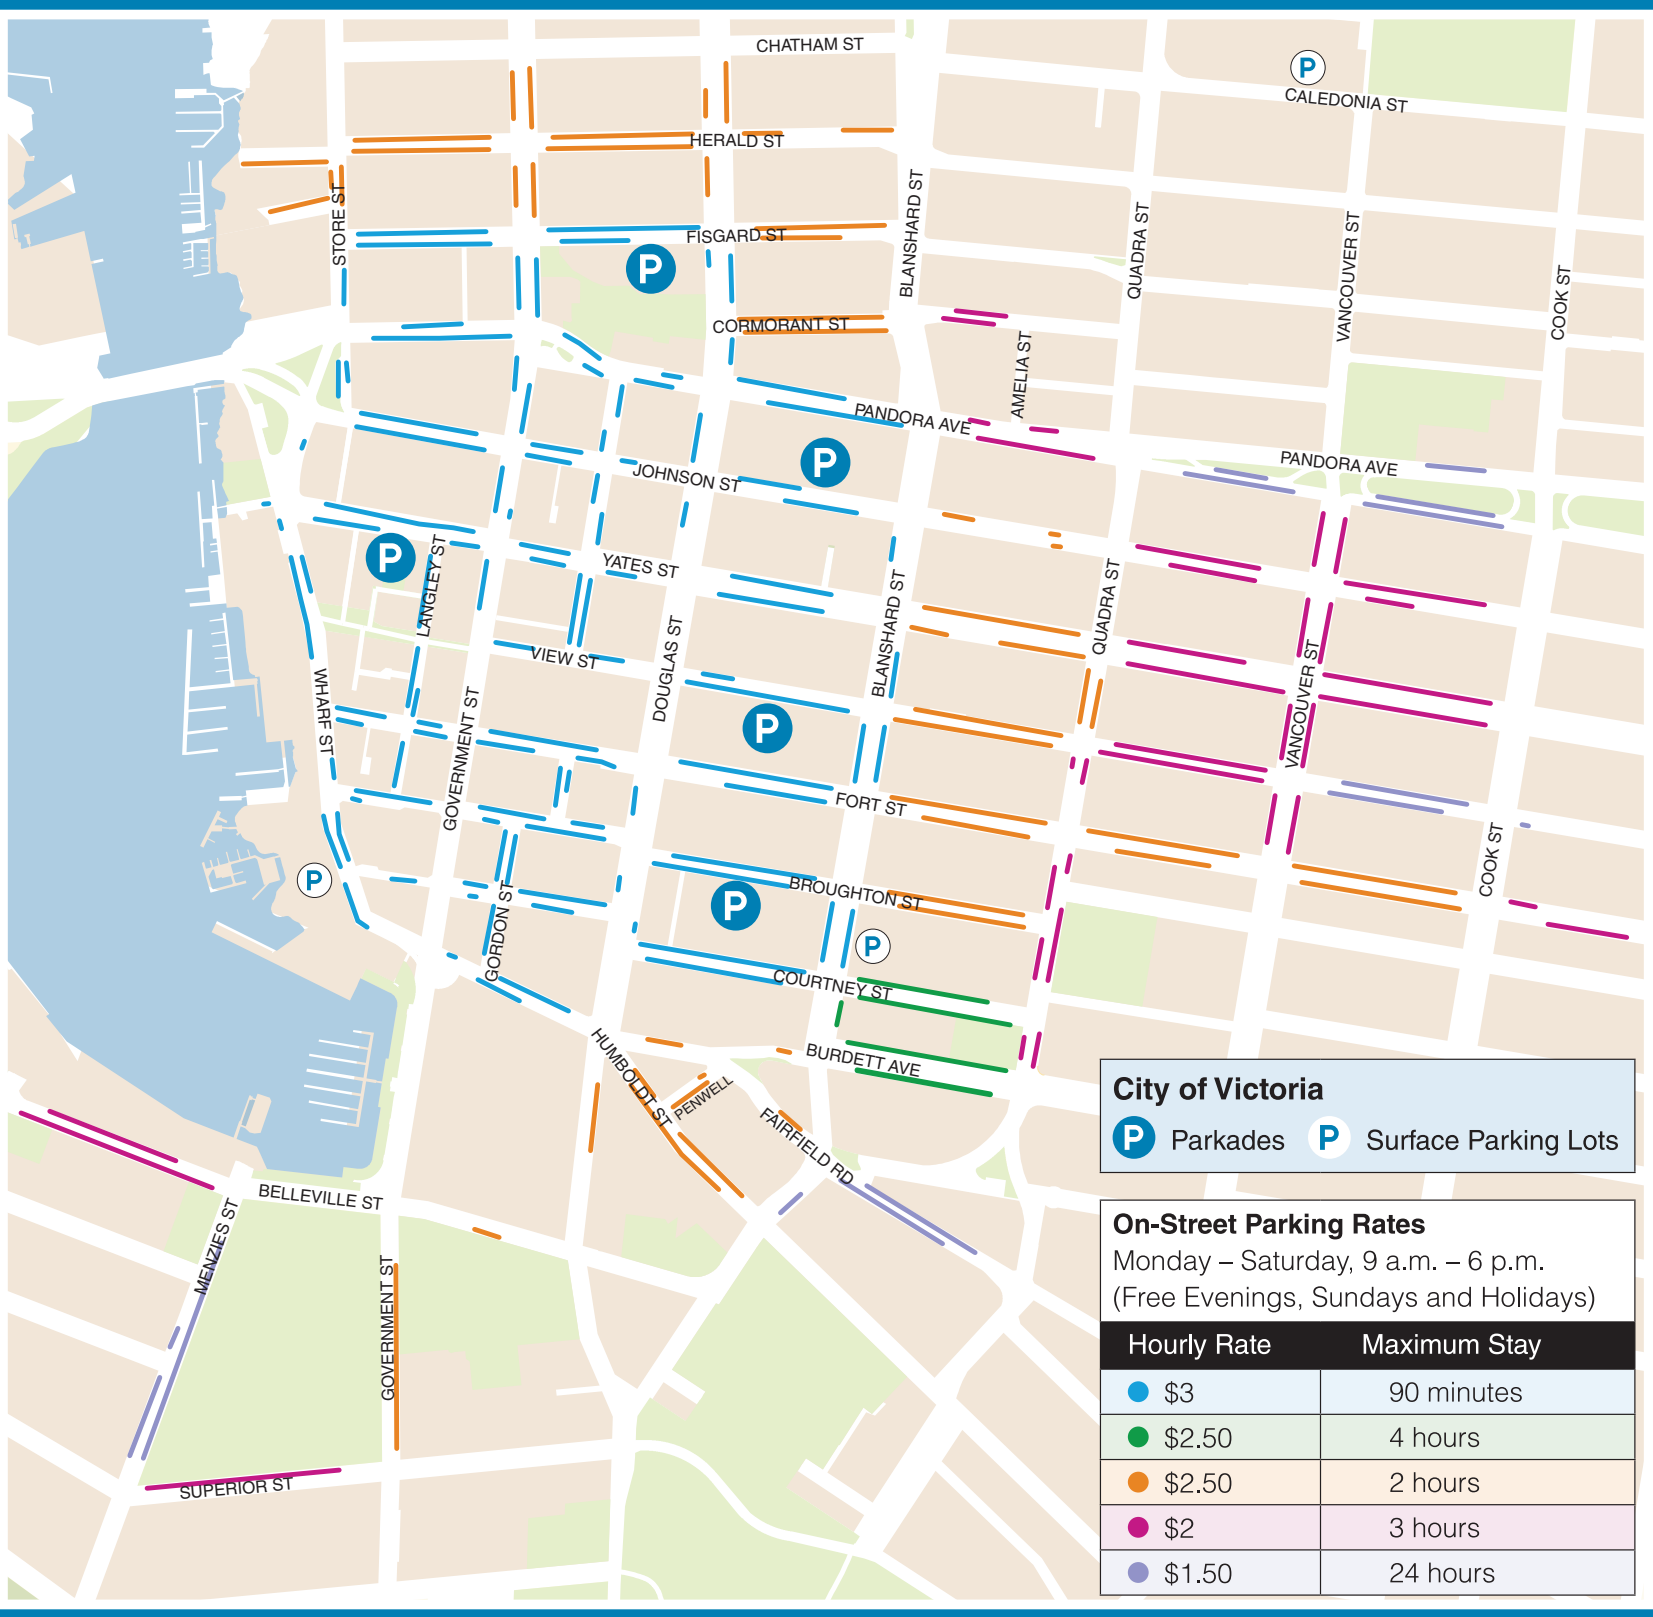 CHATHAM ST
P
CALEDONIA ST
HERALD ST
STORE ST
FISGARD ST
BLANSHARD ST
QUADRA ST
VANCOUVER ST
COOK ST
P
CORMORANT ST
AMELIA ST
PANDORA AVE
PANDORA AVE
P
JOHNSON ST
P
LANGLEY ST
YATES ST
BLANSHARD ST
QUADRA ST
VIEW ST
DOUGLAS ST
VANCOUVER ST
WHARF ST
GOVERNMENT ST
P
FORT ST
COOK ST
P
BROUGHTON ST
P
GORDON ST
P
COURTNEY ST
HUMBOLDT ST
BURDETT AVE
PENWELL
FAIRFIELD RD
BELLEVILLE ST
MENZIES ST
GOVERNMENT ST
SUPERIOR ST
City of Victoria
P Parkades P Surface Parking Lots
On-Street Parking Rates
Monday – Saturday, 9 a.m. – 6 p.m.
(Free Evenings, Sundays and Holidays)
Hourly Rate Maximum Stay
$3 90 minutes
$2.50 4 hours
$2.50 2 hours
$2 3 hours
$1.50 24 hours